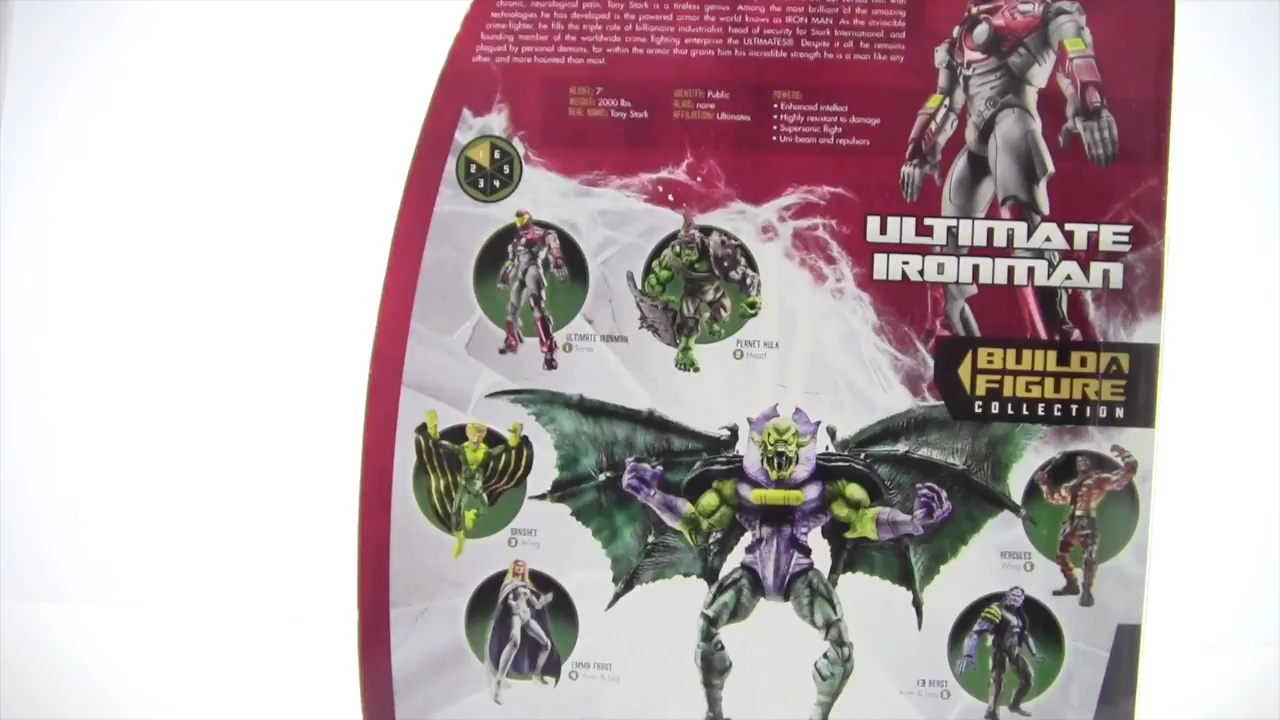 chronic, neurological pain, Tony Stark is a tireless genius. Among the most brilliant of the amazing
technologies he has developed is the powered armor the world knows as IRON MAN. As the invincible
crime-fighter, he fills the triple role of billionaire industrialist, head of security for Stark International, and
founding member of the worldwide crime fighting enterprise the ULTIMATES®. Despite it all, he remains
plagued by personal demons, for within the armor that grants him his incredible strength he is a man like any
other, and more haunted than most.
HEIGHT: 7'
WEIGHT: 2000 lbs.
REAL NAME: Tony Stark
IDENTITY: Public
ALIAS: none
AFFILIATION: Ultimates
POWERS:
• Enhanced intellect
• Highly resistant to damage
• Supersonic flight
• Uni-beam and repulsors
1 6
2 5
3 4
ULTIMATE
IRONMAN
ULTIMATE IRONMAN
1 Torso
PLANET HULK
2 Head
BUILD A
FIGURE
COLLECTION
BANSHEE
3 Wing
HERCULES
Wing 6
EMMA FROST
4 Arm & Leg
X3 BEAST
Arm & Leg 5